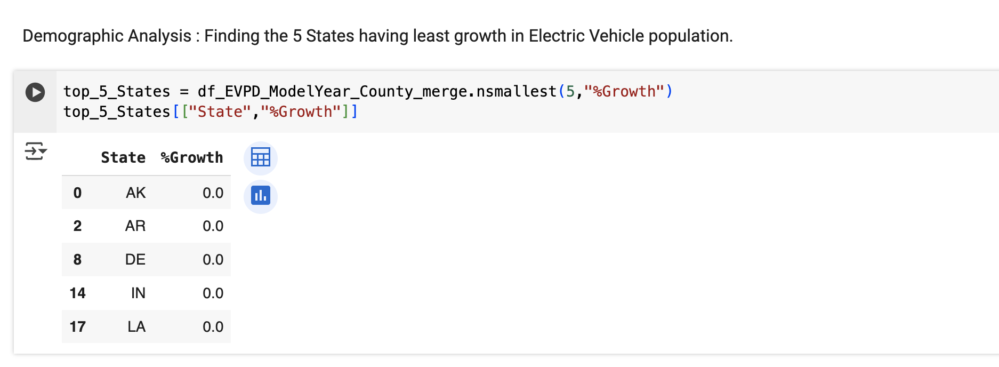 Demographic Analysis : Finding the 5 States having least growth in Electric Vehicle population.
top_5_States = df_EVPD_ModelYear_County_merge.nsmallest(5,"%Growth")
top_5_States[["State","%Growth"]]
State %Growth
0 AK 0.0
2 AR 0.0
8 DE 0.0
14 IN 0.0
17 LA 0.0